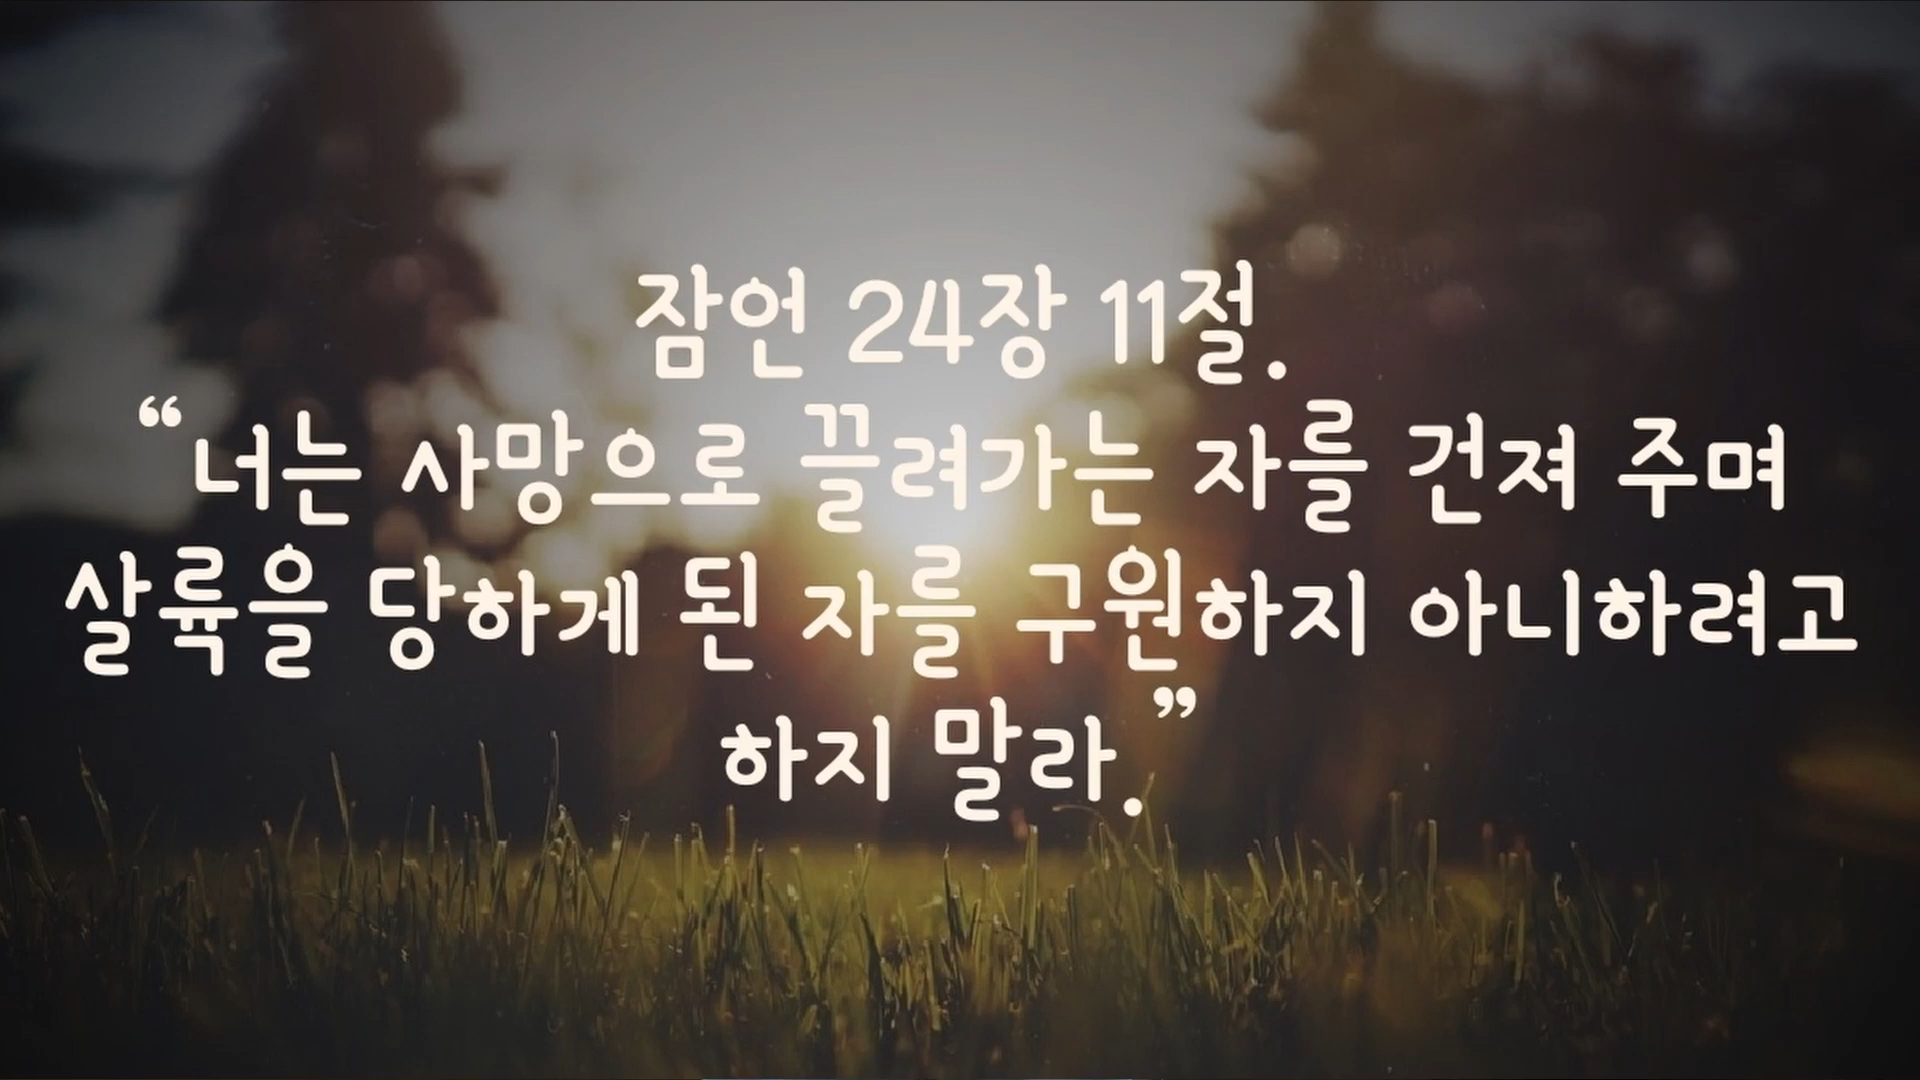 잠언 24장 11절.
“너는 사망으로 끌려가는 자를 건져 주며
살륙을 당하게 된 자를 구원하지 아니하려고
하지 말라.”